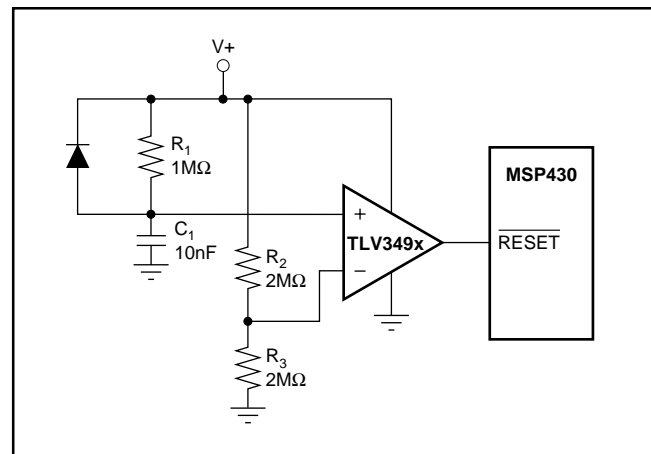 V+
R1
1MΩ
C1
10nF
R2
2MΩ
R3
2MΩ
+
−
TLV349x
MSP430
RESET